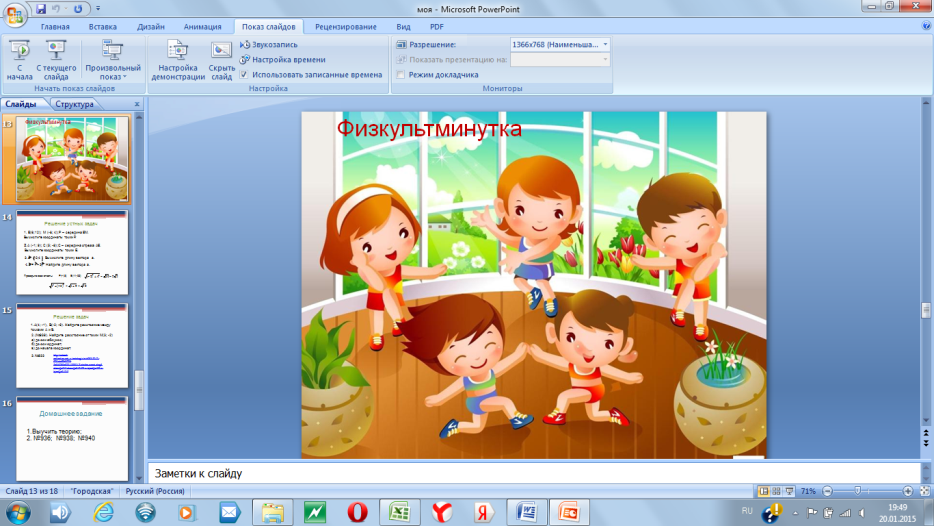 моя - Microsoft PowerPoint
Главная Вставка Дизайн Анимация Показ слайдов Рецензирование Вид PDF
С начала
С текущего слайда
Произвольный показ
Начать показ слайдов
Настройка демонстрации
Скрыть слайд
Звукозапись
Настройка времени
Использовать записанные времена
Настройка
Разрешение: 1366x768 (Наименьша...
Показать презентацию на:
Режим докладчика
Мониторы
Слайды Структура
13
Физкультминутка
14
Решение устных задач
15
Решение задач
16
Домашнее задание
1.Выучить теорию;
2. №936; №938; №940
Физкультминутка
Заметки к слайду
Слайд 13 из 18 "Городская" Русский (Россия) 71%
RU
19:49
20.01.2015